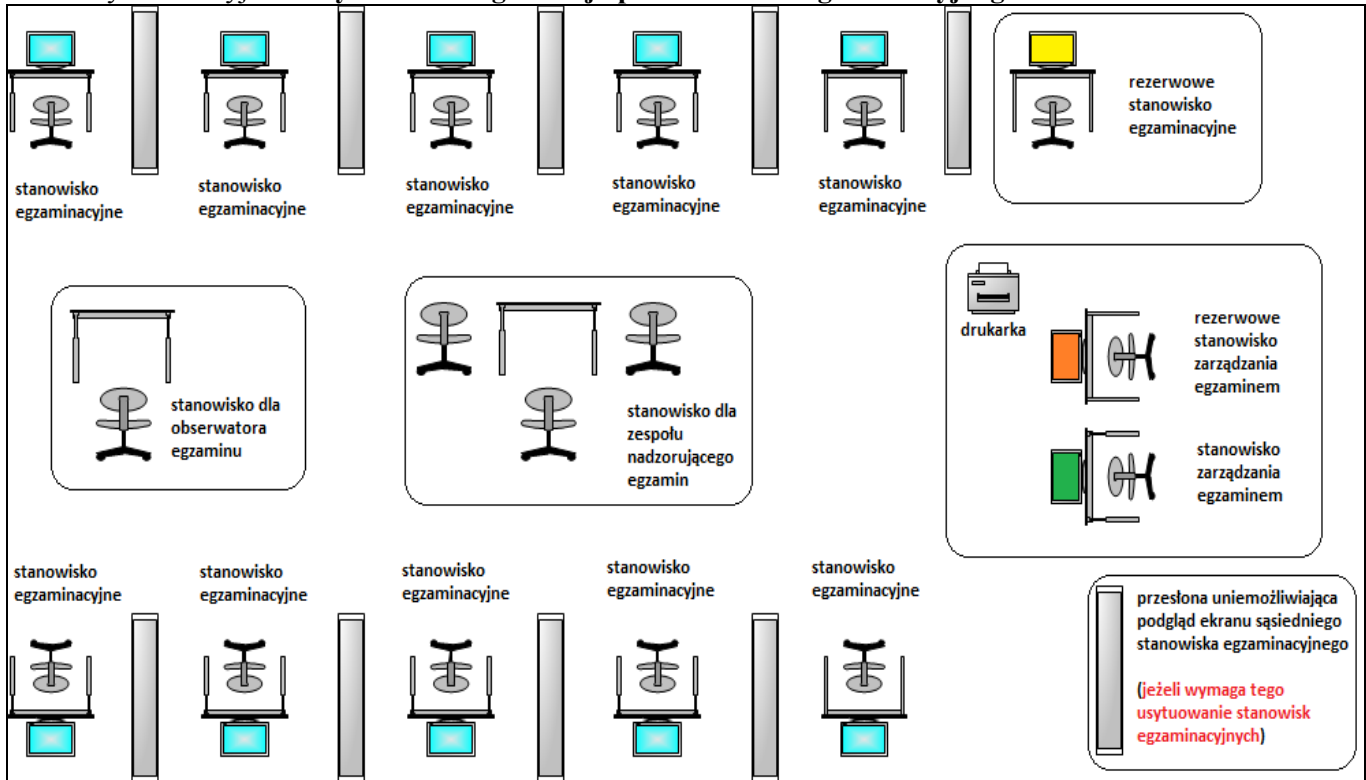 rezerwowe
stanowisko
egzaminacyjne
stanowisko
egzaminacyjne
stanowisko
egzaminacyjne
stanowisko
egzaminacyjne
stanowisko
egzaminacyjne
stanowisko
egzaminacyjne
drukarka
rezerwowe
stanowisko
zarządzania
egzaminem
stanowisko dla
obserwatora
egzaminu
stanowisko dla
zespołu
nadzorującego
egzamin
stanowisko
zarządzania
egzaminem
stanowisko
egzaminacyjne
stanowisko
egzaminacyjne
stanowisko
egzaminacyjne
stanowisko
egzaminacyjne
stanowisko
egzaminacyjne
przesłona uniemożliwiająca
podgląd ekranu sąsiedniego
stanowiska egzaminacyjnego
(jeżeli wymaga tego
usytuowanie stanowisk
egzaminacyjnych)